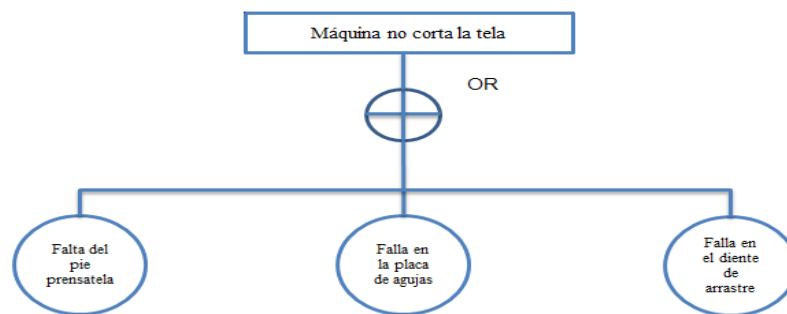 Máquina no corta la tela
OR
Falta del
pie
prensatela
Falla en
la placa
de agujas
Falla en
el diente
de
arrastre